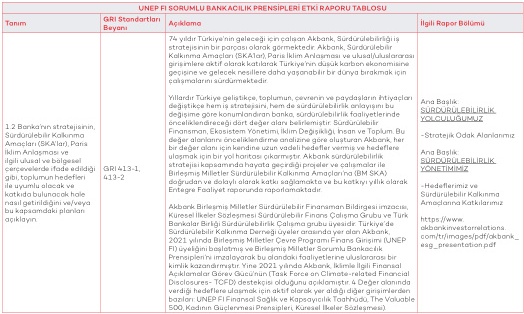 UNEP FI SORUMLU BANKACILIK PRENSİPLERİ ETKİ RAPORU TABLOSU
Tanım
GRI Standartları
Beyanı
Açıklama
İlgili Rapor Bölümü
1.2 Banka'nın stratejisinin,
Sürdürülebilir Kalkınma
Amaçları (SKA'lar), Paris
İklim Anlaşması ve
ilgili ulusal ve bölgesel
çerçevelerde ifade edildiği
gibi, toplumun hedefleri
ile uyumlu olacak ve
katkıda bulunacak hale
nasıl getirildiğini ve/veya
bu kapsamdaki planları
açıklayın.
GRI 413-1,
413-2
74 yıldır Türkiye'nin geleceği için çalışan Akbank, Sürdürülebilirliği iş
stratejisinin bir parçası olarak görmektedir. Akbank, Sürdürülebilir
Kalkınma Amaçları (SKA'lar), Paris İklim Anlaşması ve ulusal/uluslararası
girişimlere aktif olarak katılarak Türkiye'nin düşük karbon ekonomisine
geçişine ve gelecek nesillere daha yaşanabilir bir dünya bırakmak için
çalışmalarını sürdürmektedir.
Yıllardır Türkiye geliştikçe, toplumun, çevrenin ve paydaşların ihtiyaçları
değiştikçe hem iş stratejisini, hem de sürdürülebilirlik anlayışını bu
değişime göre konumlandıran banka, sürdürülebilirlik faaliyetlerinde
önceliklendireceği dört değer alanı belirlemiştir. Sürdürülebilir
Finansman, Ekosistem Yönetimi, İklim Değişikliği, İnsan ve Toplum. Bu
değer alanlarını önceliklendirme analizine göre oluşturan Akbank, her
bir değer alanı için kendine uzun vadeli hedefler vermiş ve hedeflere
ulaşmak için bir yol haritası çıkarmıştır. Akbank sürdürülebilirlik
stratejisi kapsamında hayata geçirdiği projeler ve çalışmalar ile
Birleşmiş Milletler Sürdürülebilir Kalkınma Amaçları'na (BM SKA)
doğrudan ve dolaylı olarak katkı sağlamakta ve bu katkıyı yıllık olarak
Entegre Faaliyet Raporunda raporlamaktadır.
Akbank Birleşmiş Milletler Sürdürülebilir Finansman Bildirgesi imzacısı,
Küresel İlkeler Sözleşmesi Sürdürülebilir Finans Çalışma Grubu ve Türk
Bankalar Birliği Sürdürülebilirlik Çalışma grubu üyesidir. Türkiye'de
Sürdürülebilir Kalkınma Derneği üyeler arasında yer alan Akbank,
2021 yılında Birleşmiş Milletler Çevre Programı Finans Girişimi (UNEP
FI) üyeliğini başlatmış ve Birleşmiş Milletler Sorumlu Bankacılık
Prensipleri'ni imzalayarak bu alandaki faaliyetlerine uluslararası bir
kimlik kazandırmıştır. Yine 2021 yılında Akbank, İklimle İlgili Finansal
Açıklamalar Görev Gücü'nün (Task Force on Climate-related Financial
Disclosures- TCFD) destekçisi olduğunu açıklamıştır. 4 Değer alanında
verdiği hedeflere ulaşmak için aktif olarak yer aldığı diğer girişimlerden
bazıları: UNEP FI Finansal Sağlık ve Kapsayıcılık Taahhüdü, The Valuable
500, Kadının Güçlenmesi Prensipleri, Küresel İlkeler Sözleşmesi)
Ana Başlık:
SÜRDÜRÜLEBİLİRLİK
YOLCULUĞUMUZ
-Stratejik Odak Alanlarımız
Ana Başlık:
SÜRDÜRÜLEBİLİRLİK
YÖNETİMİMİZ
-Hedeflerimiz ve
Sürdürülebilir Kalkınma
Amaçlarına Katkılarımız
https://www.
akbankinvestorrelations.
com/tr/images/pdf/akbank_
esg_presentation.pdf